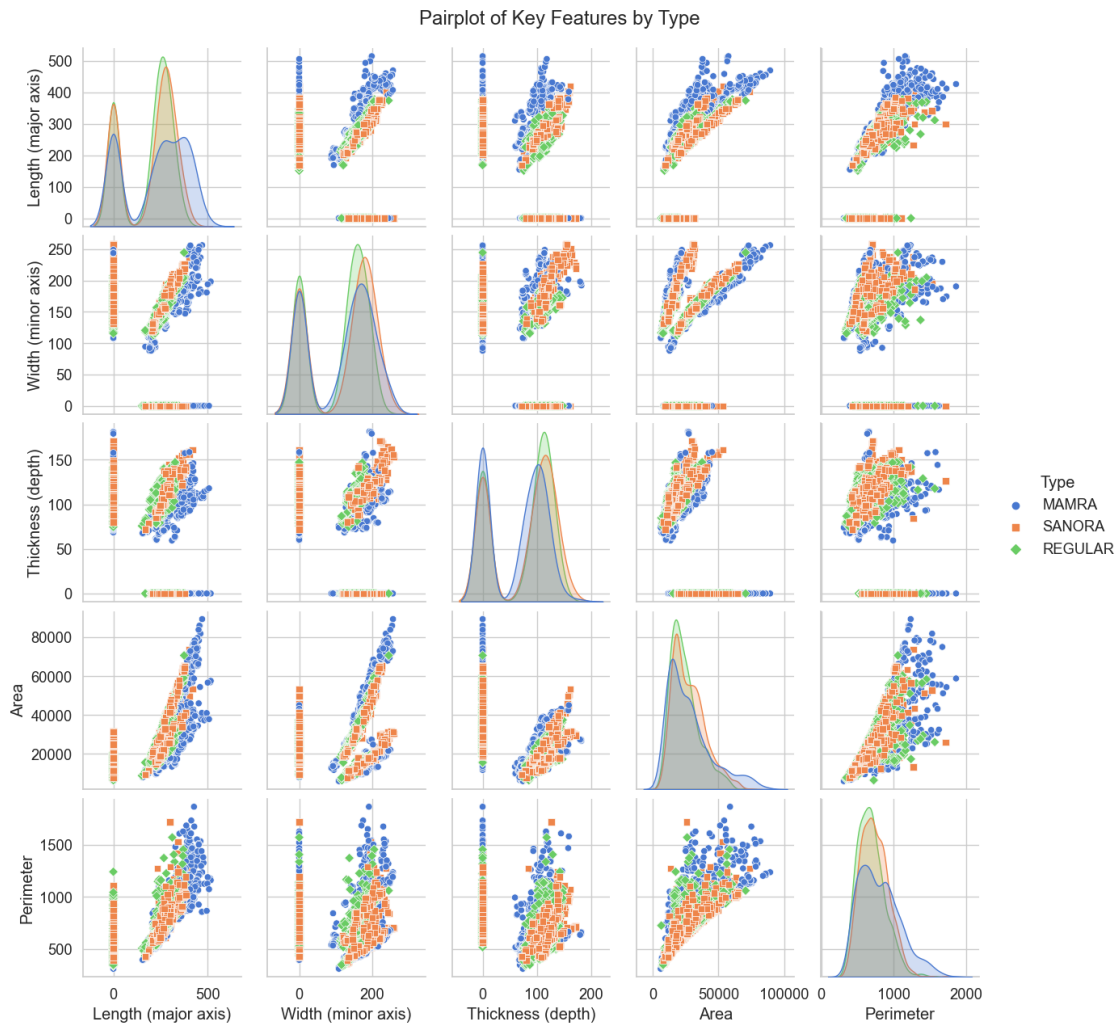 Pairplot of Key Features by Type
Length (major axis)
500
400
300
200
100
0
Width (minor axis)
250
200
150
100
50
0
Thickness (depth)
150
100
50
0
Type
MAMRA
SANORA
REGULAR
Area
80000
60000
40000
20000
Perimeter
1500
1000
500
0 500
0 200
0 100 200
0 50000 100000
0 1000 2000
Length (major axis)
Width (minor axis)
Thickness (depth)
Area
Perimeter